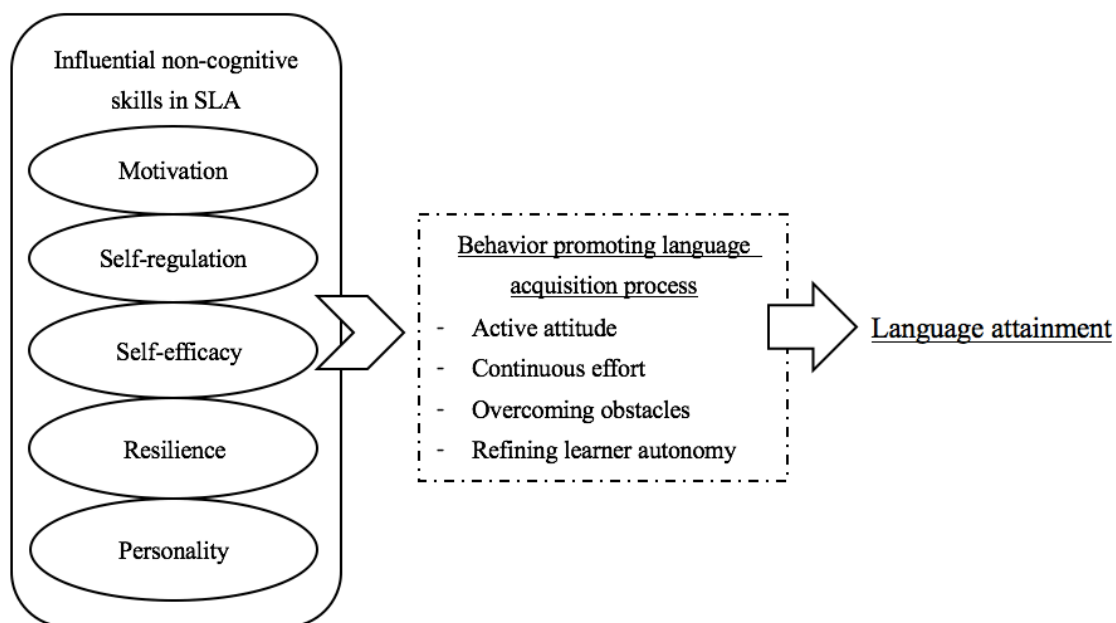 Influential non-cognitive
skills in SLA
Motivation
Self-regulation
Self-efficacy
Resilience
Personality
Behavior promoting language
acquisition process
- Active attitude
- Continuous effort
- Overcoming obstacles
- Refining learner autonomy
Language attainment